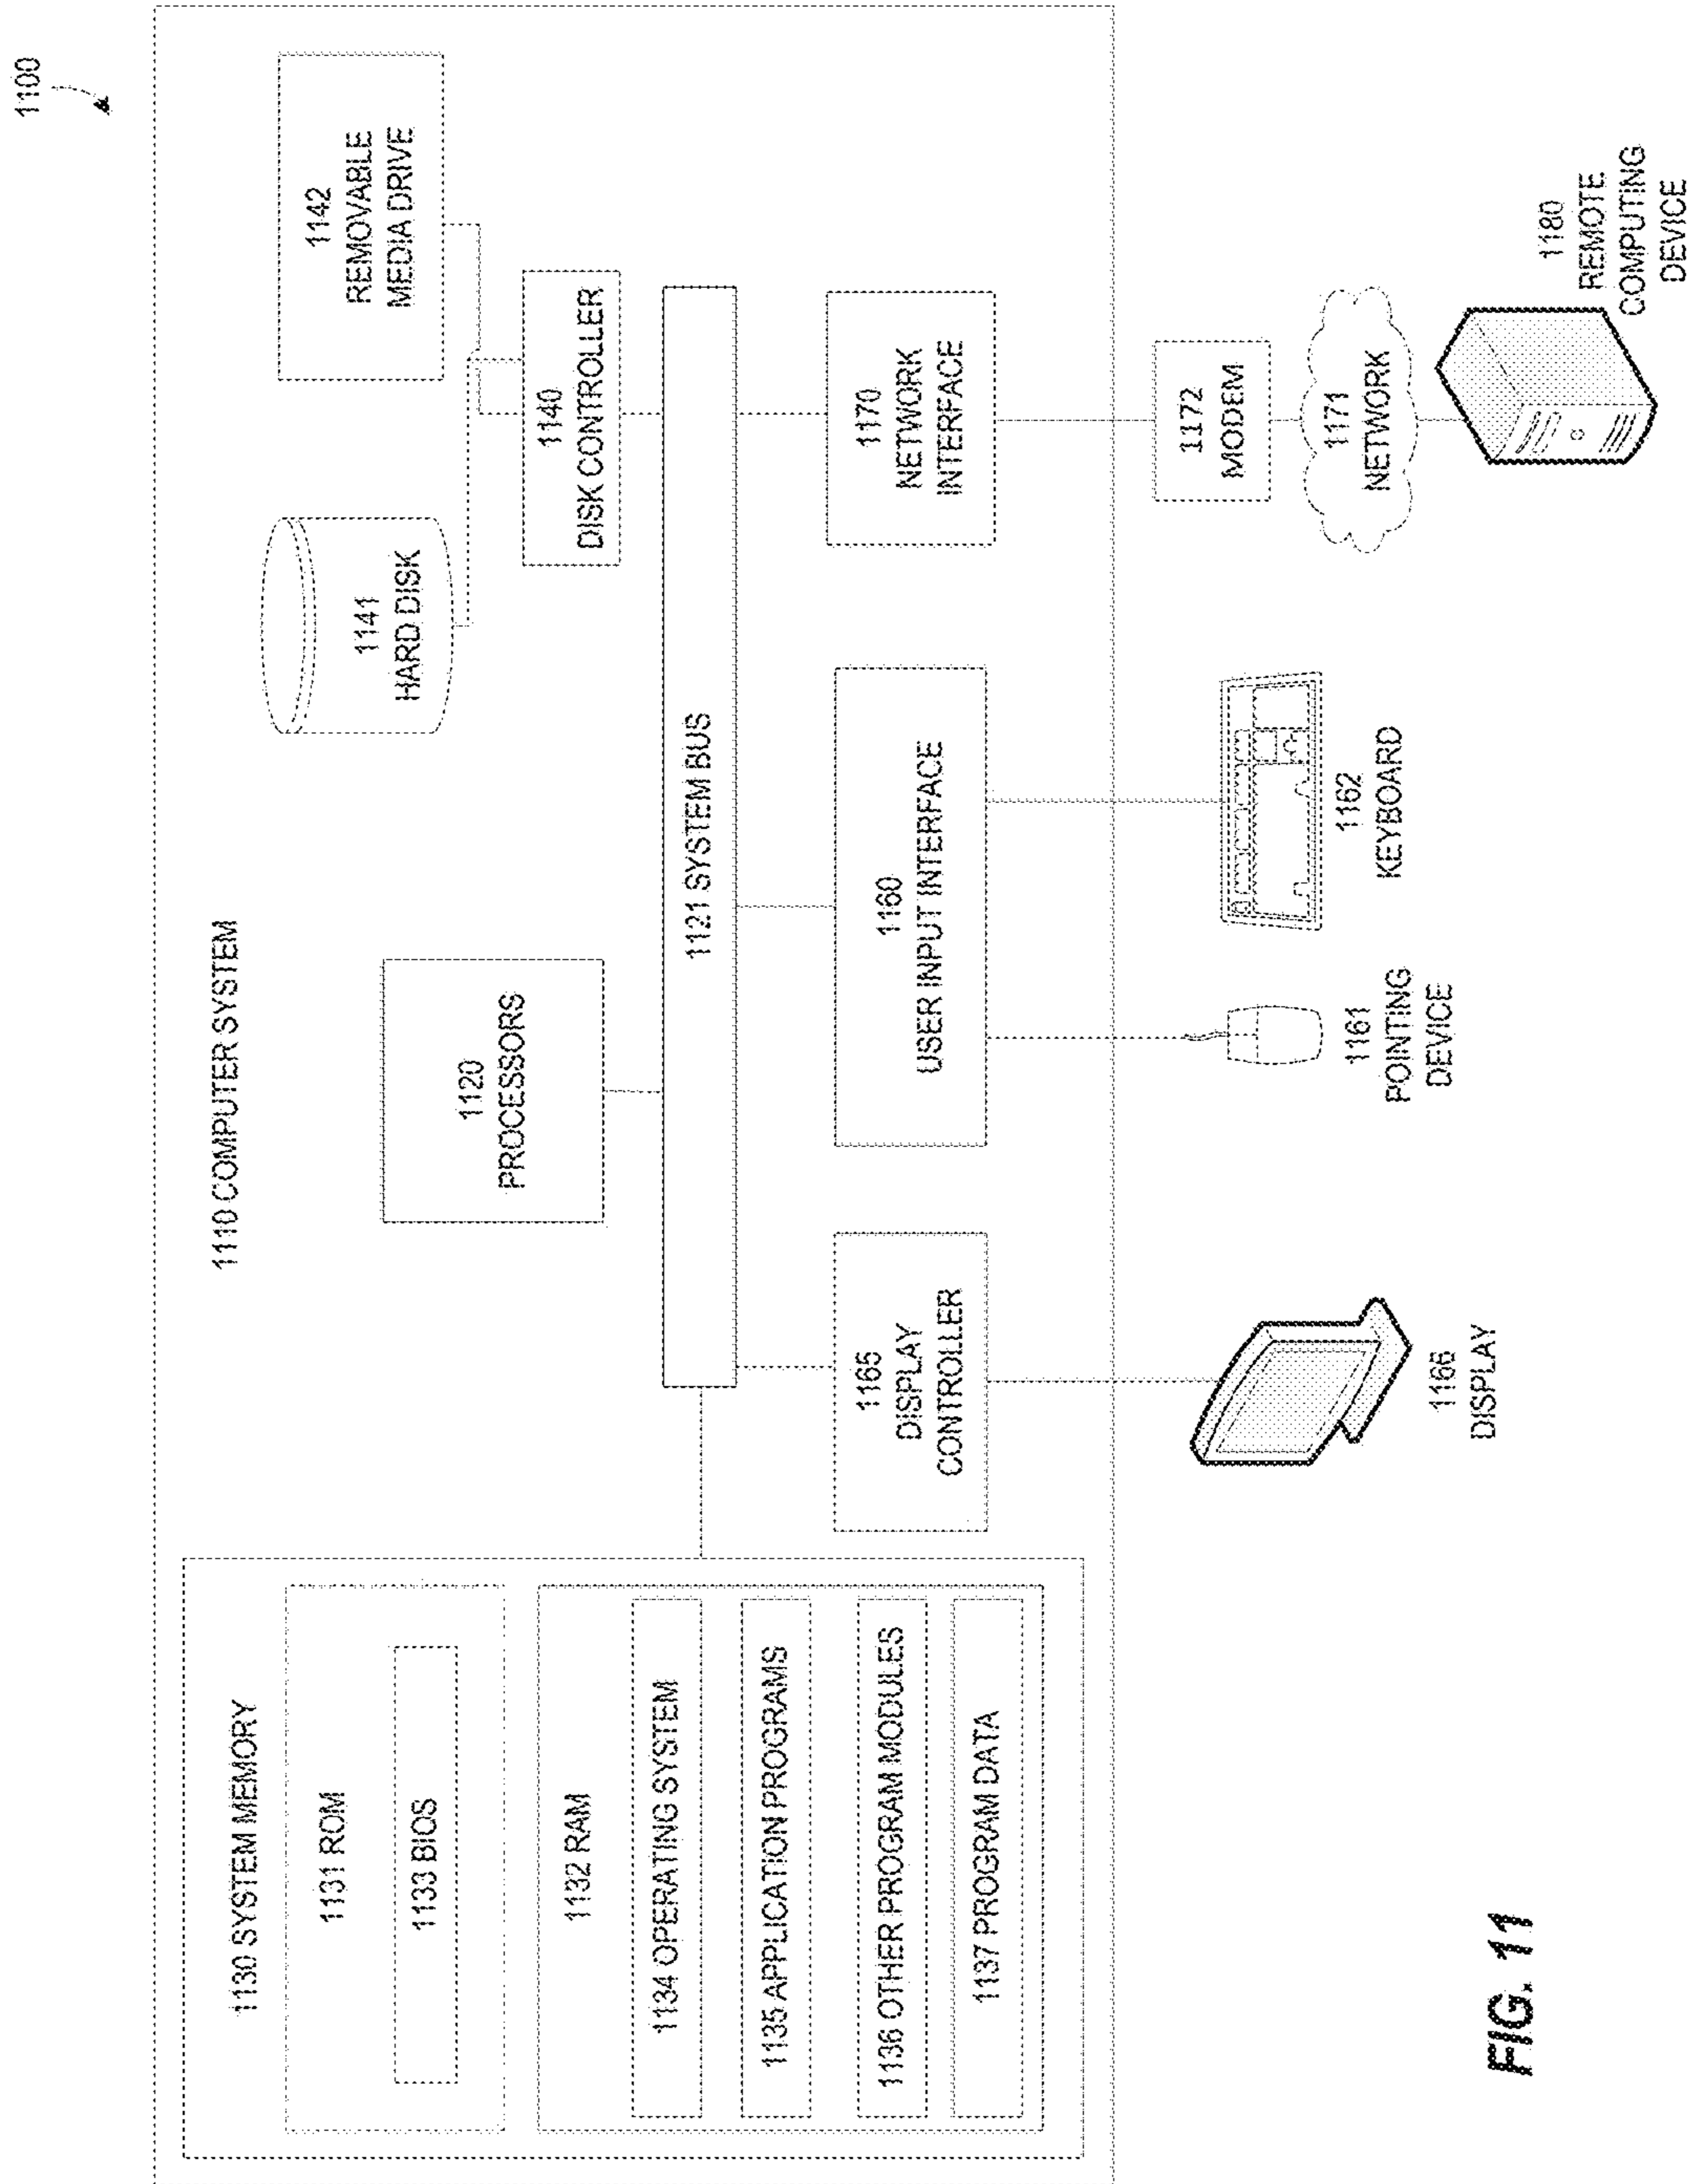 1100
1110 COMPUTER SYSTEM
1130 SYSTEM MEMORY
1131 ROM
1133 BIOS
1132 RAM
1134 OPERATING SYSTEM
1135 APPLICATION PROGRAMS
1136 OTHER PROGRAM MODULES
1137 PROGRAM DATA
1120
PROCESSORS
1141
HARD DISK
1142
REMOVABLE
MEDIA DRIVE
1140
DISK CONTROLLER
1121 SYSTEM BUS
1165
DISPLAY
CONTROLLER
1160
USER INPUT INTERFACE
1170
NETWORK
INTERFACE
1172
MODEM
1171
NETWORK
1166
DISPLAY
1161
POINTING
DEVICE
1162
KEYBOARD
1180
REMOTE
COMPUTING
DEVICE
FIG. 11